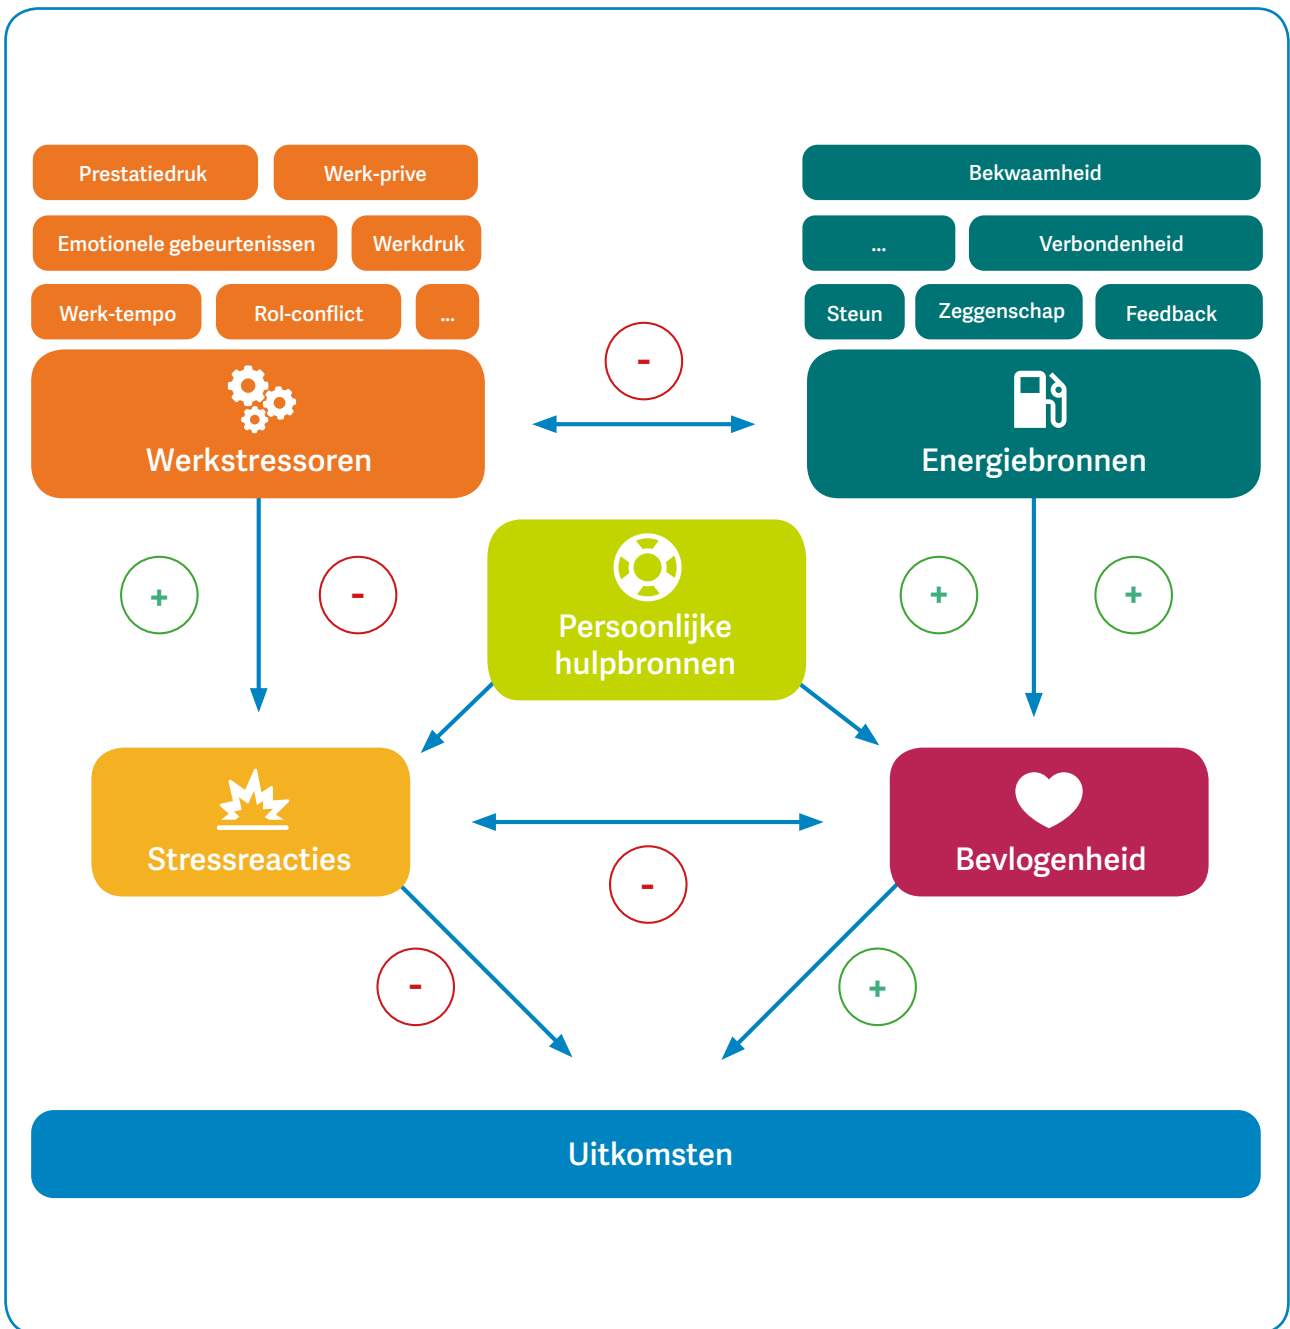 Prestatiedruk
Werk-prive
Bekwaamheid
Emotionele gebeurtenissen
Werkdruk
...
Verbondenheid
Werk-tempo
Rol-conflict
...
Steun
Zeggenschap
Feedback
-
Werkstressoren
Energiebronnen
+
-
+
+
Persoonlijke
hulpbronnen
Stressreacties
Bevlogenheid
-
-
+
Uitkomsten